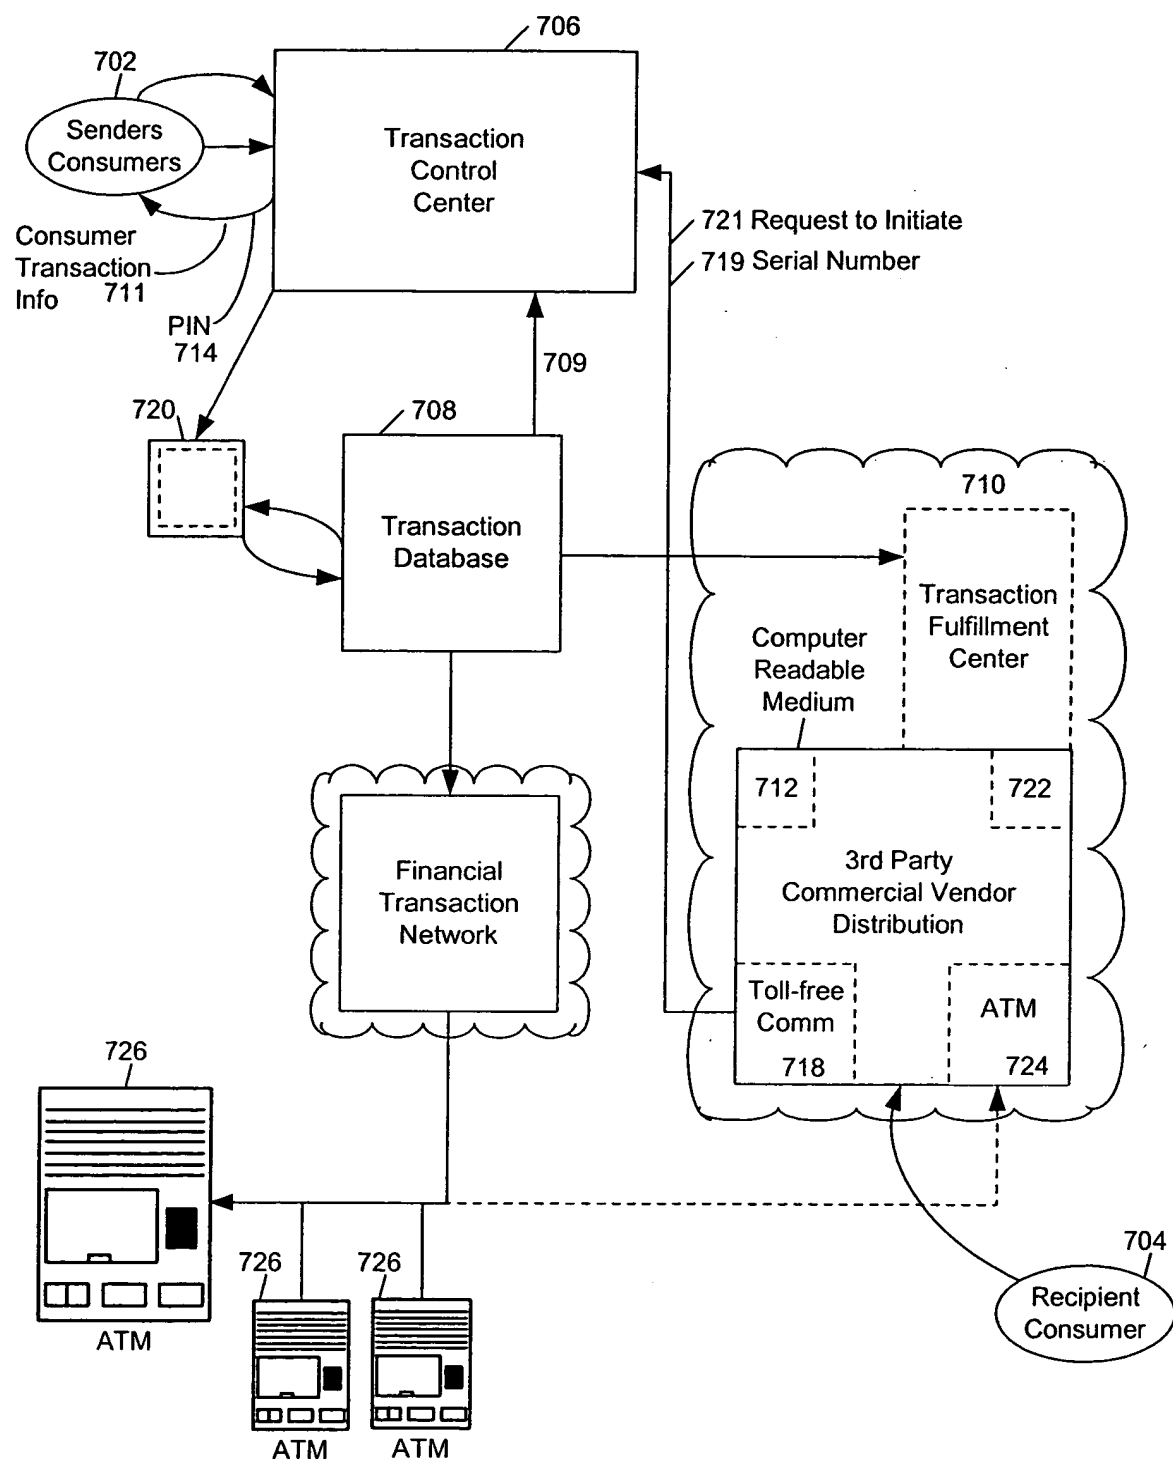 706
702
Senders
Consumers
Transaction
Control
Center
721 Request to Initiate
719 Serial Number
Consumer
Transaction
Info
711
PIN
714
709
720
708
Transaction
Database
710
Transaction
Fulfillment
Center
Computer
Readable
Medium
712
722
3rd Party
Commercial Vendor
Distribution
Financial
Transaction
Network
Toll-free
Comm
718
ATM
724
726
ATM
726
726
ATM
ATM
704
Recipient
Consumer